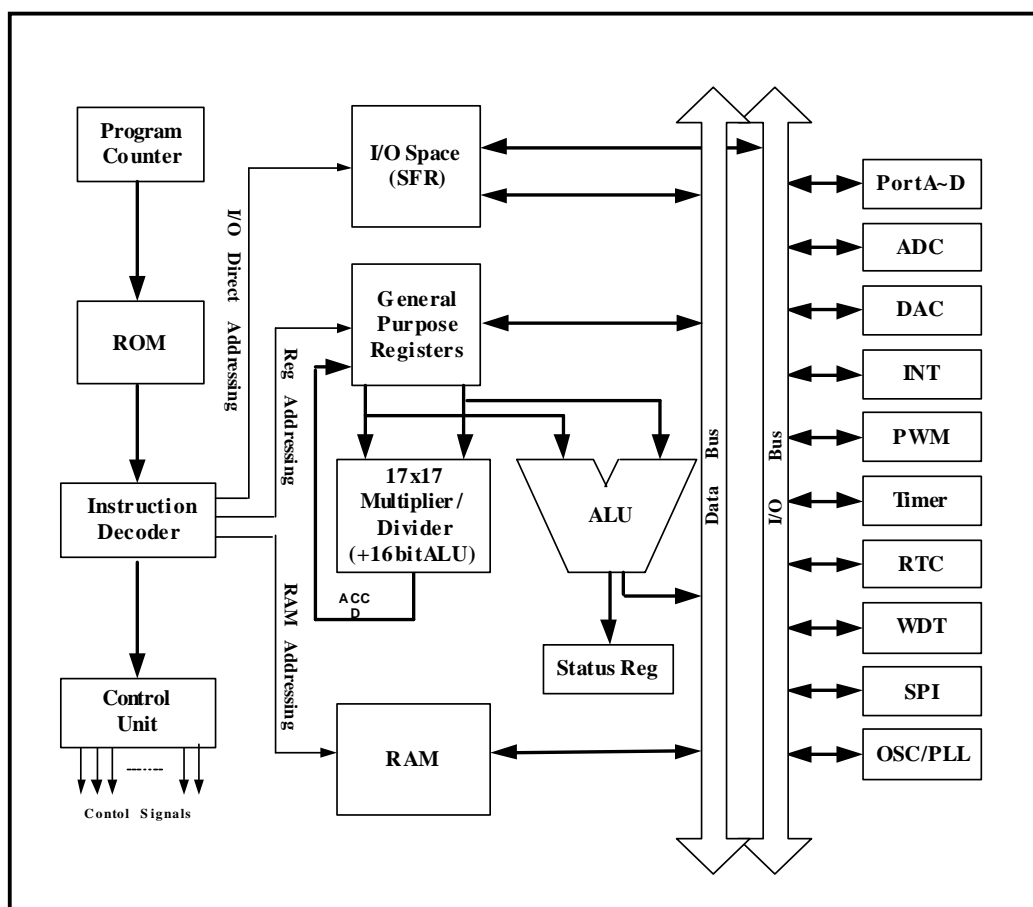 Program
Counter
ROM
Instruction
Decoder
Control
Unit
Contol Signals
I/O Direct Addressing
Reg Addressing
RAM Addressing
I/O Space
(SFR)
General
Purpose
Registers
17x17
Multiplier/
Divider
(+16bitALU)
ACC
D
ALU
Status Reg
RAM
Data Bus
I/O Bus
PortA~D
ADC
DAC
INT
PWM
Timer
RTC
WDT
SPI
OSC/PLL